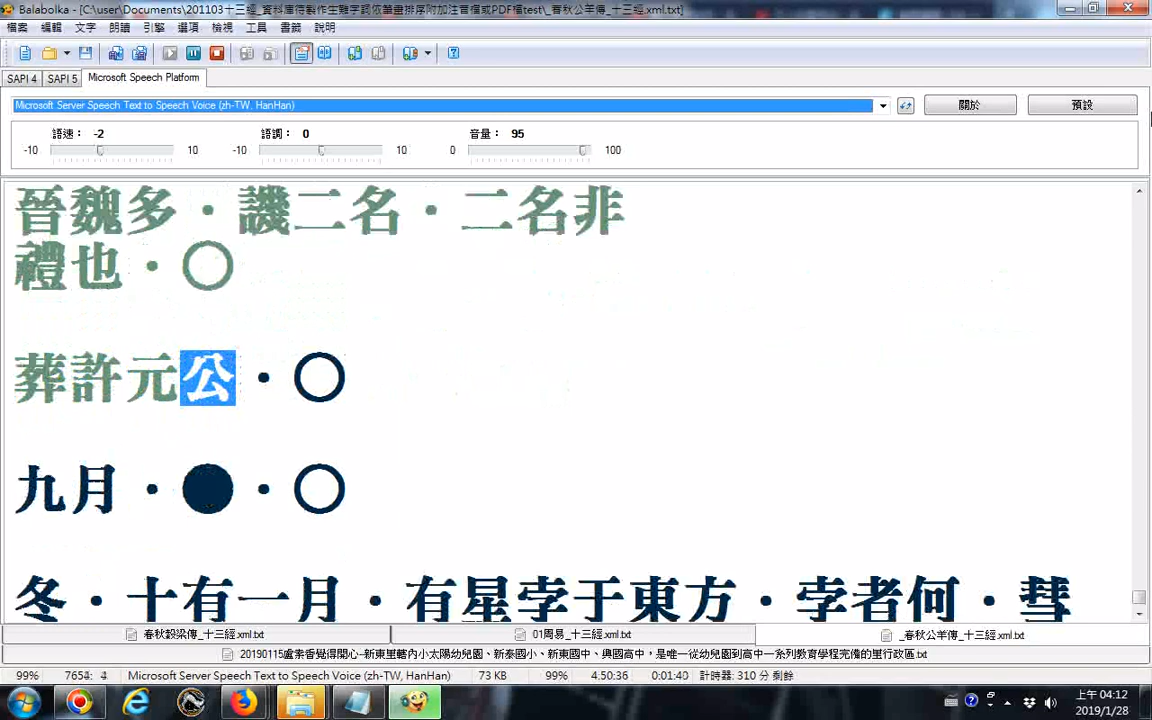 Balabolka - [C:\user\Documents\201103十三經_資料庫待製作生難字詞依筆畫排序附加注音檔或PDF檔test\_春秋公羊傳_十三經.xml.txt]
檔案 編輯 文字 朗讀 引擎 選項 檢視 工具 書籤 說明
SAPI 4 SAPI 5 Microsoft Speech Platform
Microsoft Server Speech Text to Speech Voice (zh-TW, HanHan) 關於 預設
語速： -2 語調： 0 音量： 95
-10 10 -10 10 0 100
晉魏多．譏二名．二名非
禮也．○
葬許元公．○
九月．●．○
冬．十有一月．有星孛于東方．孛者何．彗
春秋穀梁傳_十三經.xml.txt 01周易_十三經.xml.txt _春秋公羊傳_十三經.xml.txt
20190115盧素香覺得開心-新東里轄內小太陽幼兒園、新泰國小、新東國中、興國高中，是唯一從幼兒園到高中一系列教育學程完備的里行政區.txt
99% 7654: 4 Microsoft Server Speech Text to Speech Voice (zh-TW, HanHan) 73 KB 99% 4:50:36 0:01:40 計時器: 310 分 剩餘
上午 04:12
2019/1/28